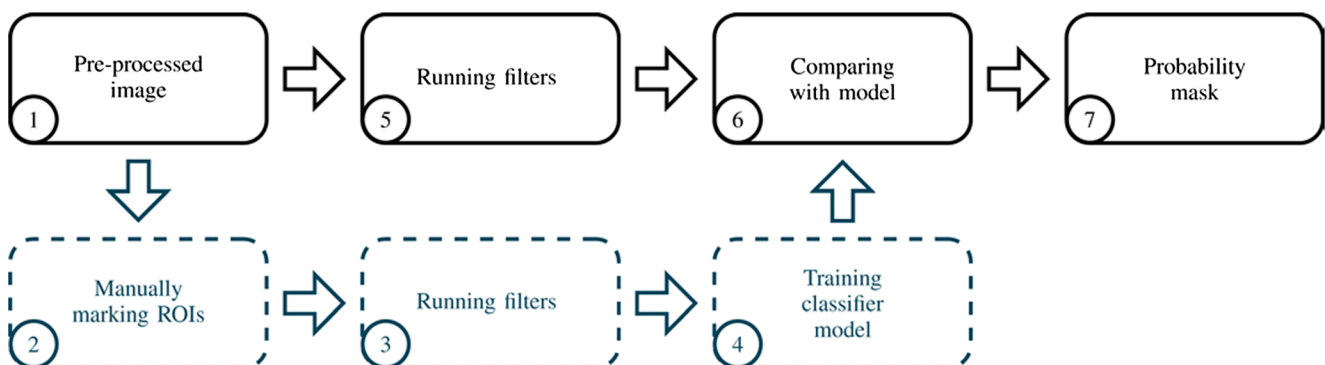 Pre-processed
image
1
Running filters
5
Comparing
with model
6
Probability
mask
7
Manually
marking ROIs
2
Running filters
3
Training
classifier
model
4